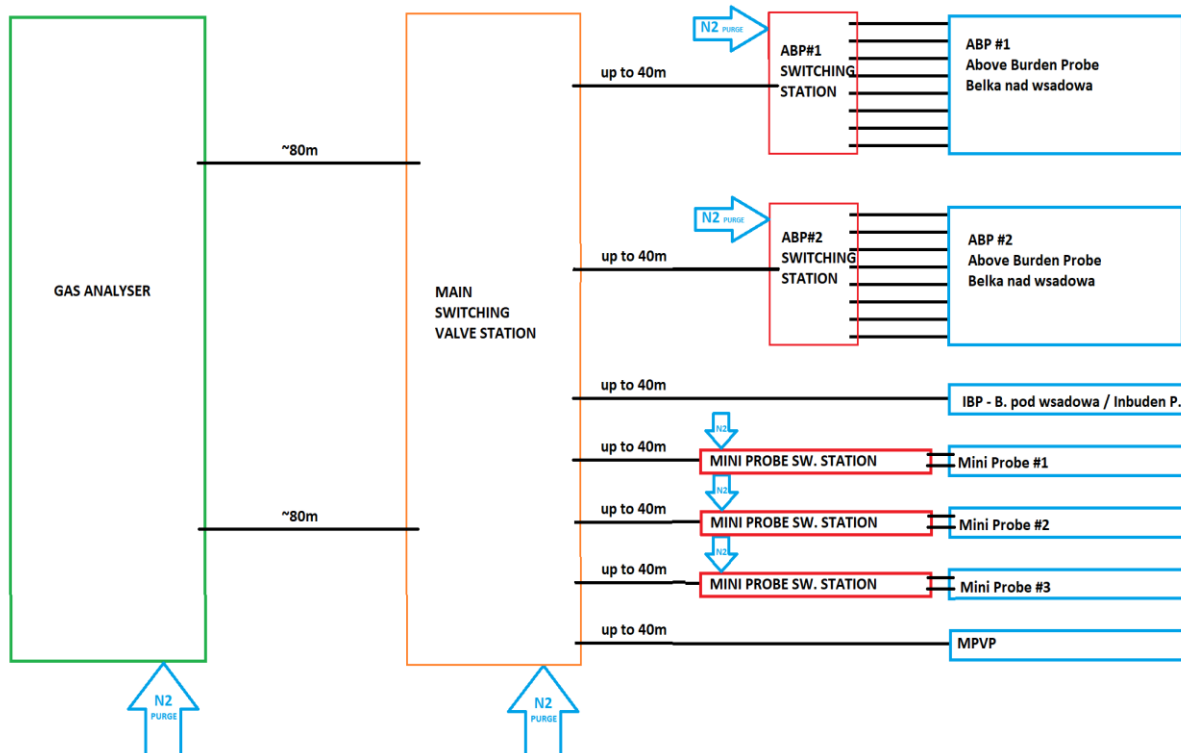 GAS ANALYSER
N2 PURGE
~80m
~80m
MAIN
SWITCHING
VALVE STATION
N2 PURGE
up to 40m
N2 PURGE
ABP#1
SWITCHING
STATION
ABP #1
Above Burden Probe
Belka nad wsadowa
up to 40m
N2 PURGE
ABP#2
SWITCHING
STATION
ABP #2
Above Burden Probe
Belka nad wsadowa
up to 40m
IBP - B. pod wsadowa / Inbuden P.
up to 40m
N2
MINI PROBE SW. STATION
Mini Probe #1
up to 40m
N2
MINI PROBE SW. STATION
Mini Probe #2
up to 40m
N2
MINI PROBE SW. STATION
Mini Probe #3
up to 40m
MPVP